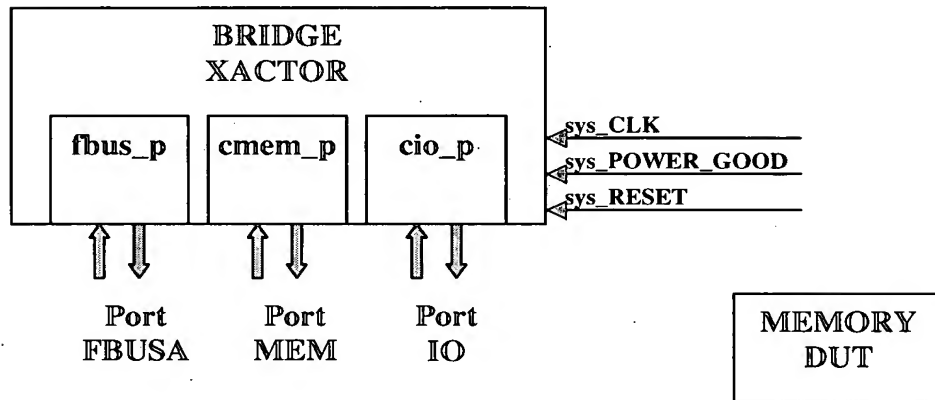 BRIDGE
XACTOR
fbus_p
cmem_p
cio_p
sys_CLK
sys_POWER_GOOD
sys_RESET
Port
FBUSA
Port
MEM
Port
IO
MEMORY
DUT